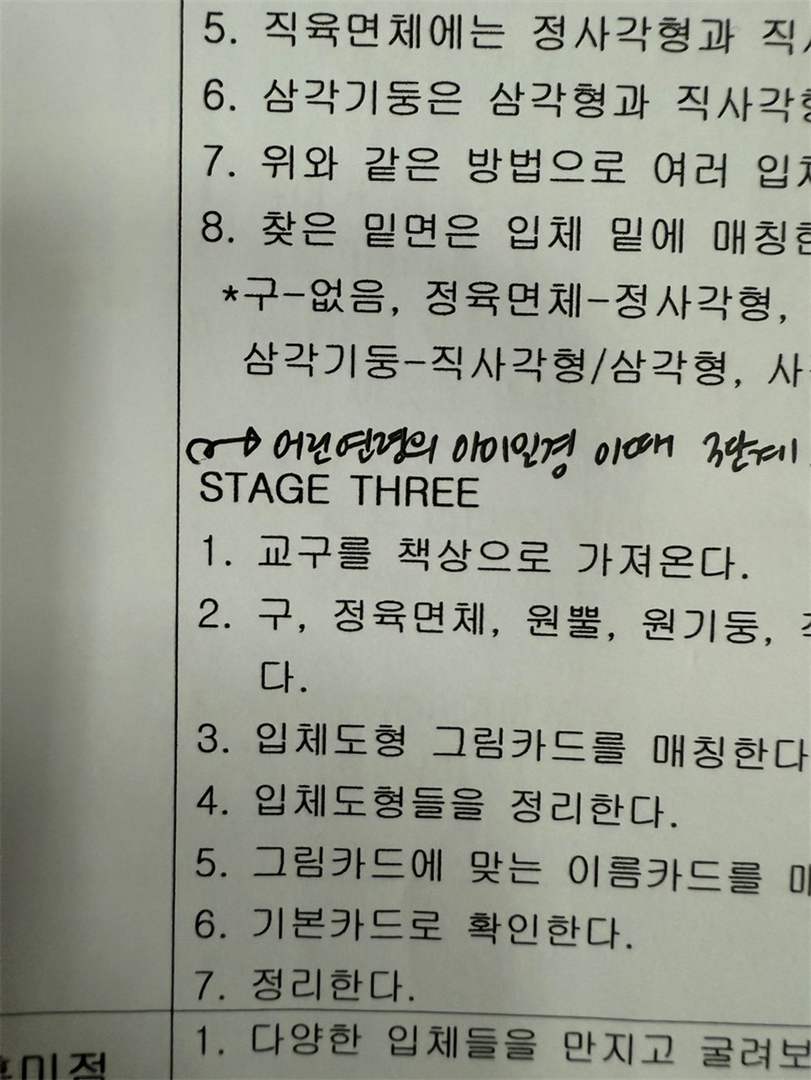 5. 직육면체에는 정사각형과
6. 삼각기둥은 삼각형과 직사각형
7. 위와 같은 방법으로 여러 입체
8. 찾은 밑면은 입체 밑에 매칭한
*구-없음, 정육면체-정사각형,
삼각기둥-직사각형/삼각형, 사
어린연령의 아이인경 이때 3단계
STAGE THREE
1. 교구를 책상으로 가져온다.
2. 구, 정육면체, 원뿔, 원기둥,
다.
3. 입체도형 그림카드를 매칭한다
4. 입체도형들을 정리한다.
5. 그림카드에 맞는 이름카드를
6. 기본카드로 확인한다.
7. 정리한다.
1. 다양한 입체들을 만지고 굴려보
흥미점